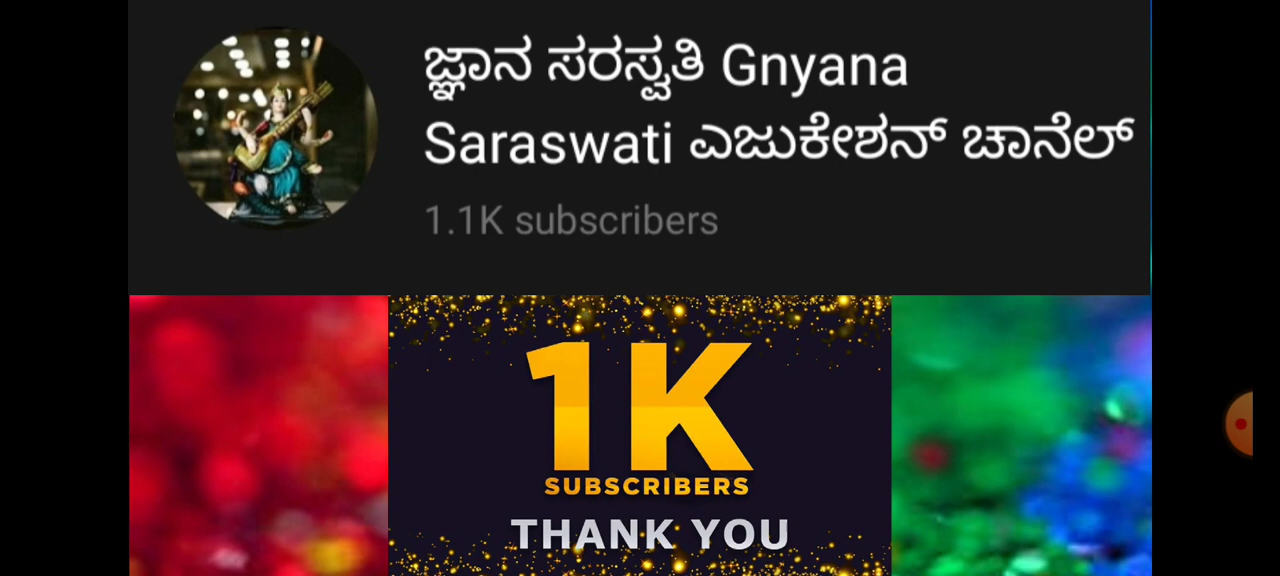 ಜ್ಞಾನ ಸರಸ್ವತಿ Gnyana
Saraswati ಎಜುಕೇಶನ್ ಚಾನೆಲ್
1.1K subscribers
1K
SUBSCRIBERS
THANK YOU